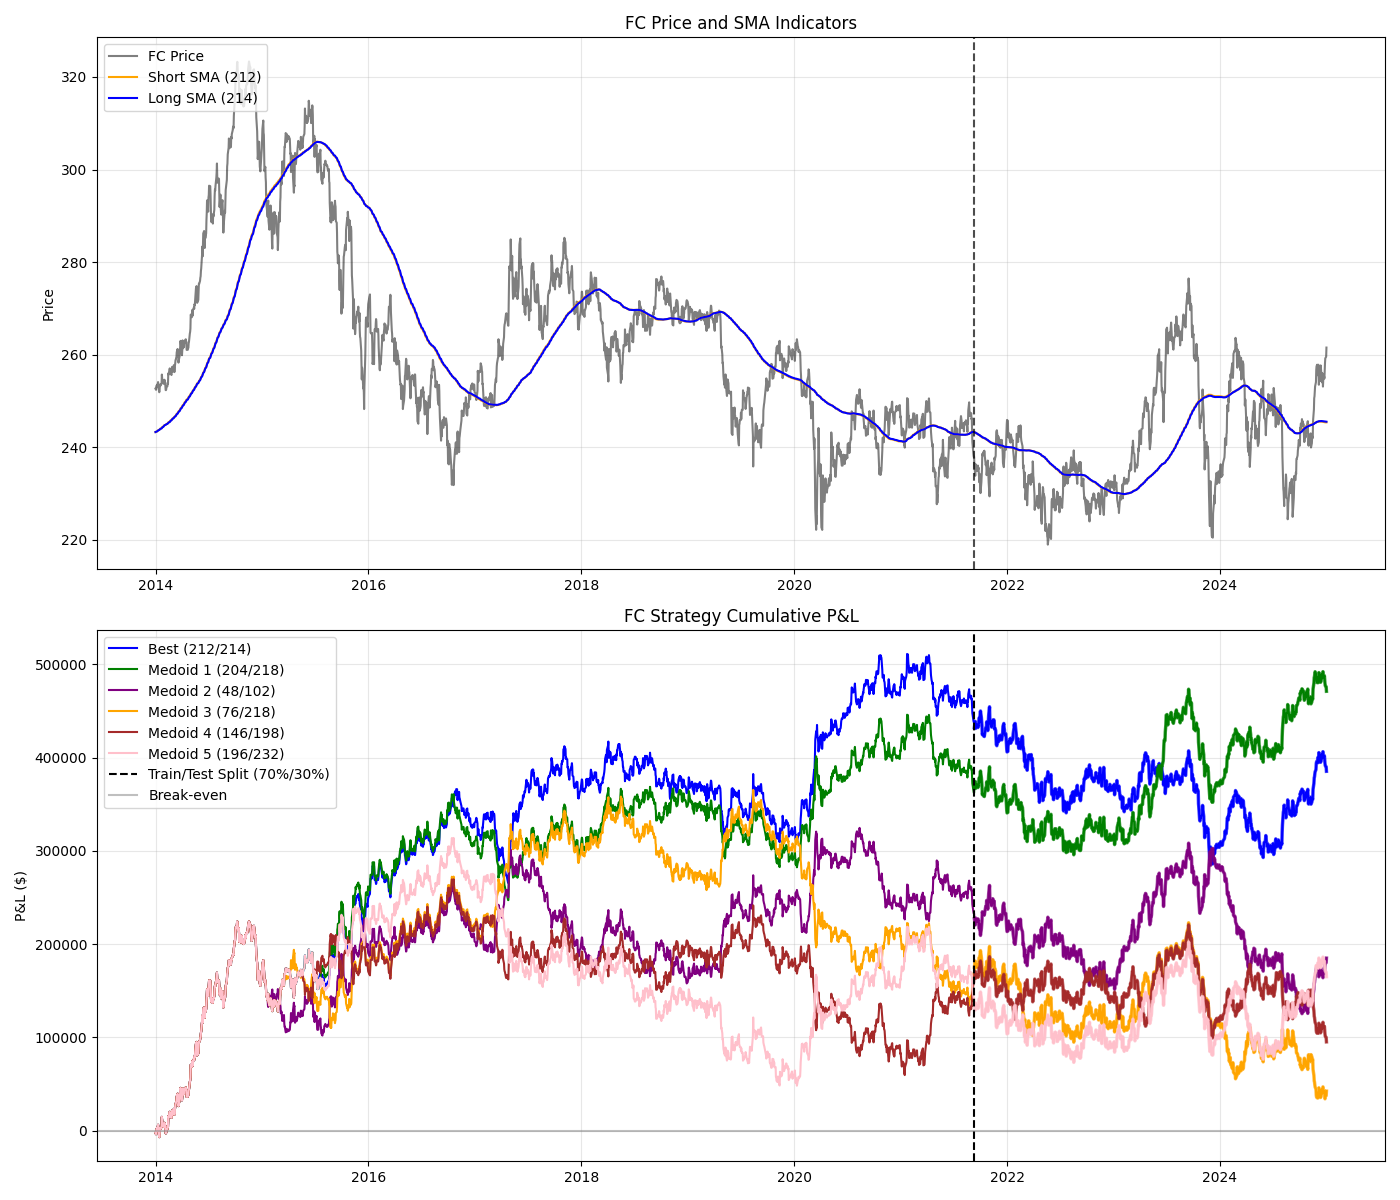 FC Price and SMA Indicators
FC Price
Short SMA (212)
Long SMA (214)
Price
320
300
280
260
240
220
2014 2016 2018 2020 2022 2024
FC Strategy Cumulative P&L
Best (212/214)
Medoid 1 (204/218)
Medoid 2 (48/102)
Medoid 3 (76/218)
Medoid 4 (146/198)
Medoid 5 (196/232)
Train/Test Split (70%/30%)
Break-even
P&L ($)
500000
400000
300000
200000
100000
0
2014 2016 2018 2020 2022 2024